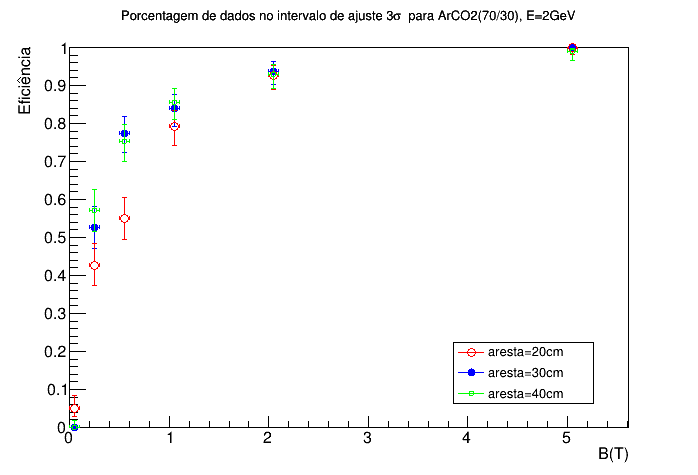 Porcentagem de dados no intervalo de ajuste 3σ para ArCO2(70/30), E=2GeV
Eficiência
1
0.9
0.8
0.7
0.6
0.5
0.4
0.3
0.2
0.1
0
0 1 2 3 4 5
B(T)
aresta=20cm
aresta=30cm
aresta=40cm